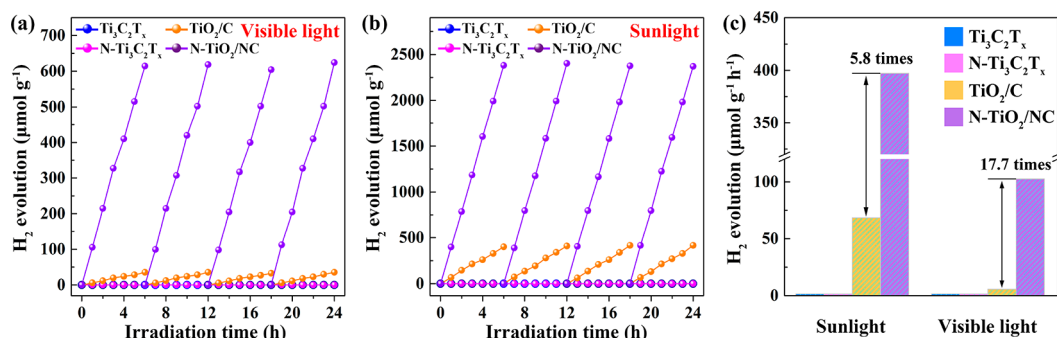 (a)
Ti₃C₂Tₓ TiO₂/C
N-Ti₃C₂Tₓ N-TiO₂/NC
Visible light
H₂ evolution (μmol g⁻¹)
700
600
500
400
300
200
100
0
0 4 8 12 16 20 24
Irradiation time (h)
(b)
Ti₃C₂Tₓ TiO₂/C
N-Ti₃C₂Tₓ N-TiO₂/NC
Sunlight
H₂ evolution (μmol g⁻¹)
2500
2000
1500
1000
500
0
0 4 8 12 16 20 24
Irradiation time (h)
(c)
H₂ evolution (μmol g⁻¹ h⁻¹)
450
400
350
100
50
0
5.8 times
17.7 times
Ti₃C₂Tₓ
N-Ti₃C₂Tₓ
TiO₂/C
N-TiO₂/NC
Sunlight Visible light